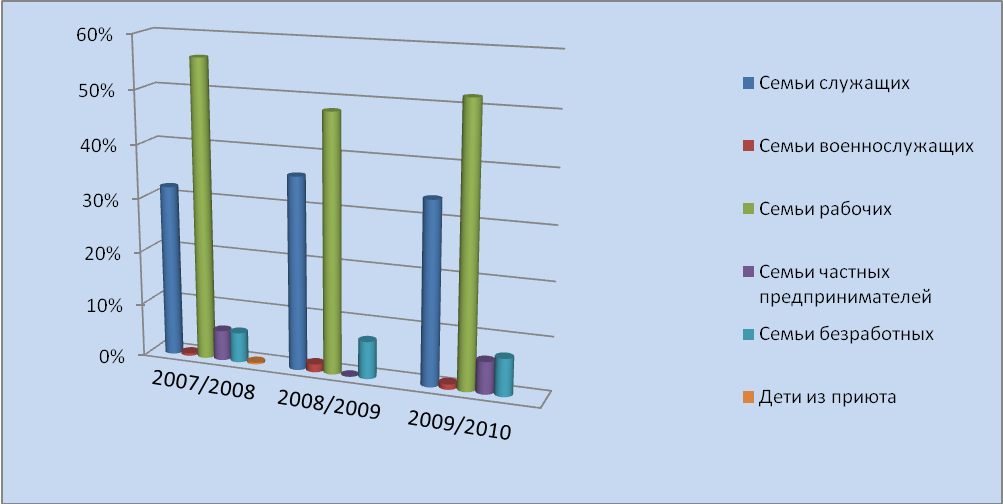 60%
50%
40%
30%
20%
10%
0%
2007/2008
2008/2009
2009/2010
Семьи служащих
Семьи военнослужащих
Семьи рабочих
Семьи частных
предпринимателей
Семьи безработных
Дети из приюта